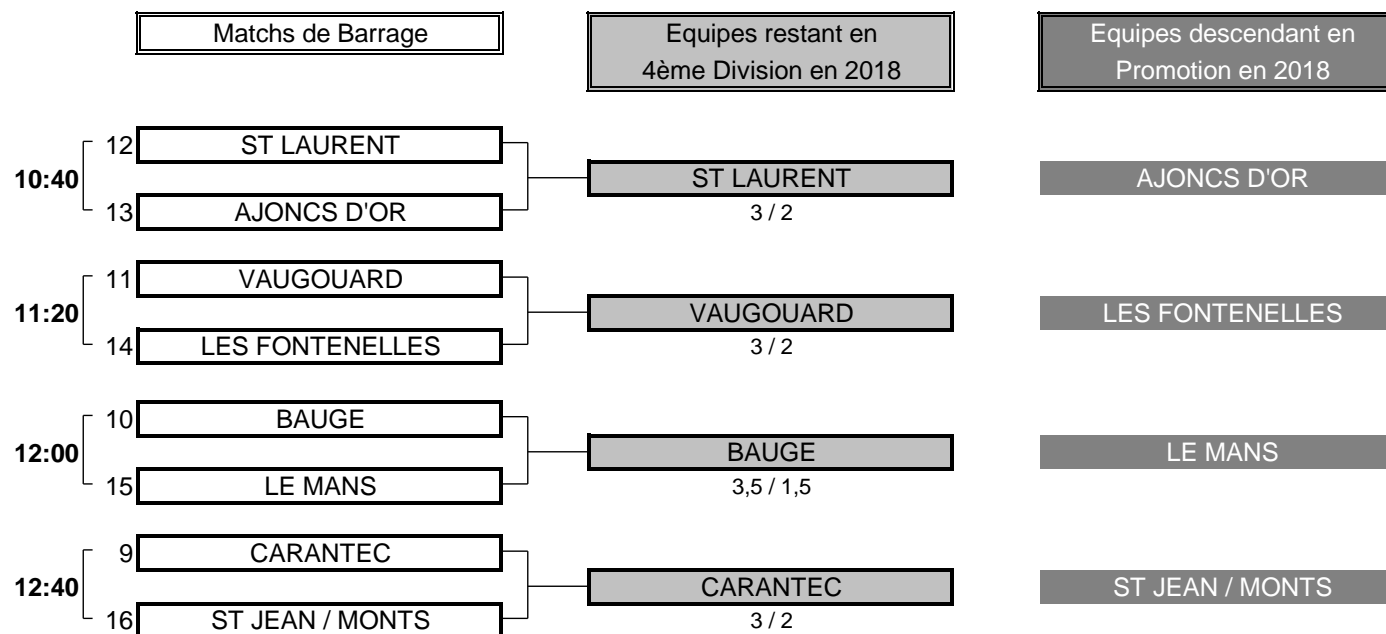 Matchs de Barrage
Equipes restant en
4ème Division en 2018
Equipes descendant en
Promotion en 2018
12 ST LAURENT
10:40 ST LAURENT AJONCS D'OR
13 AJONCS D'OR 3 / 2
11 VAUGOUARD
11:20 VAUGOUARD LES FONTENELLES
14 LES FONTENELLES 3 / 2
10 BAUGE
12:00 BAUGE LE MANS
15 LE MANS 3,5 / 1,5
9 CARANTEC
12:40 CARANTEC ST JEAN / MONTS
16 ST JEAN / MONTS 3 / 2